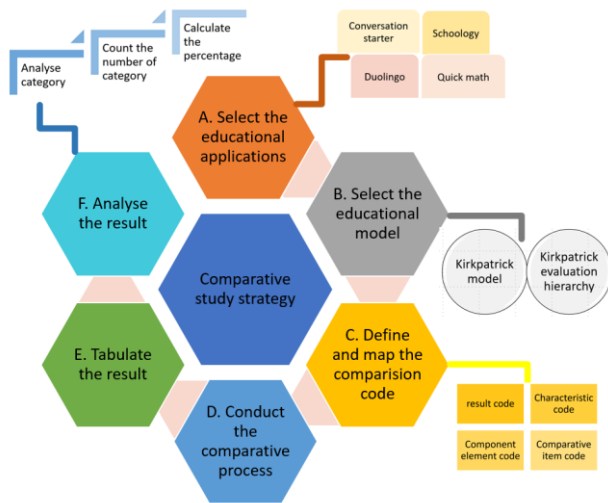 Calculate
the
percentage
Count the
number of
category
Analyse
category
Conversation
starter
Schoology
Duolingo
Quick math
A. Select the
educational
applications
B. Select the
educational
model
Kirkpatrick
model
Kirkpatrick
evaluation
hierarchy
C. Define
and map the
comparision
code
result code
Characteristic
code
Component
element code
Comparative
item code
D. Conduct
the
comparative
process
E. Tabulate
the result
F. Analyse
the result
Comparative
study strategy